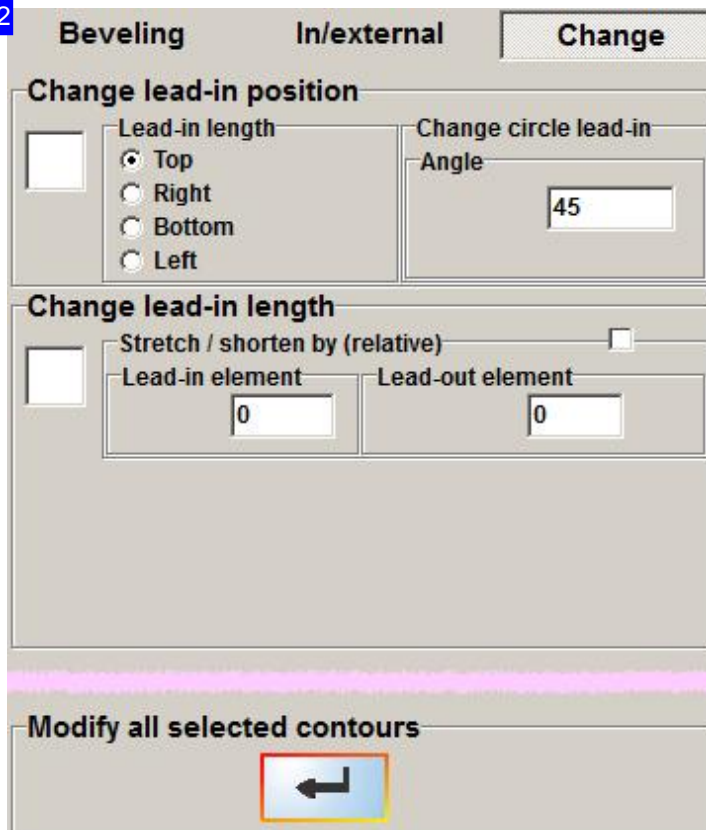 2
Beveling In/external Change
Change lead-in position
Lead-in length Change circle lead-in
Top Angle
Right 45
Bottom
Left
Change lead-in length
Stretch / shorten by (relative)
Lead-in element Lead-out element
0 0
Modify all selected contours